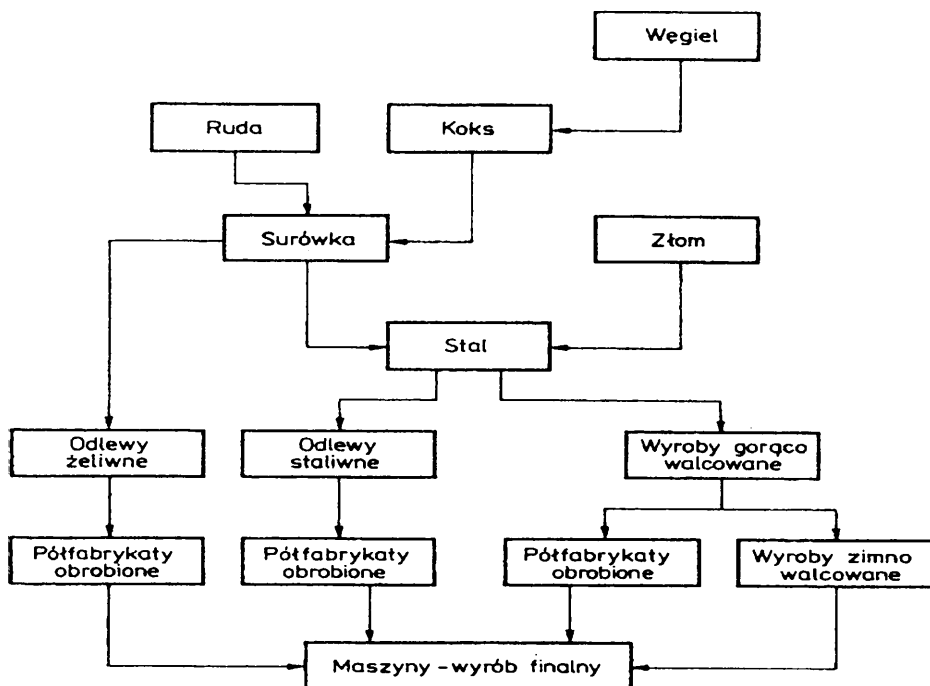 Węgiel
Ruda
Koks
Surówka
Złom
Stal
Odlewy
żeliwne
Odlewy
staliwne
Wyroby gorąco
walcowane
Półfabrykaty
obrobione
Półfabrykaty
obrobione
Półfabrykaty
obrobione
Wyroby zimno
walcowane
Maszyny – wyrób finalny